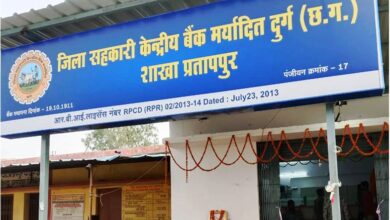 जिला सहकारी केन्द्रीय बैंक मर्यादित दुर्ग (छ.ग.)
शाखा प्रतापपुर
पंजीयन क्रमांक - 17
बैंक स्थापना दिनांक - 19.10.1911
आर.बी.आई.लाइसेंस नंबर RPCD (RPR) 02/2013-14 Dated : July23, 2013